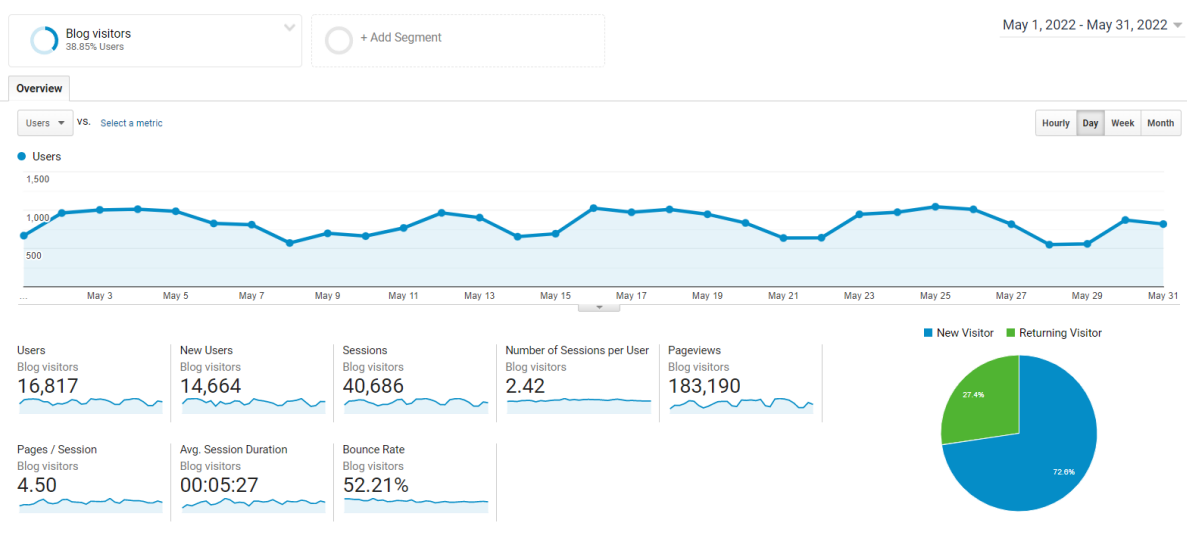 Blog visitors
38.85% Users
+ Add Segment
May 1, 2022 - May 31, 2022
Overview
Users VS. Select a metric
Hourly Day Week Month
Users
1,500
1,000
500
... May 3 May 5 May 7 May 9 May 11 May 13 May 15 May 17 May 19 May 21 May 23 May 25 May 27 May 29 May 31
New Visitor Returning Visitor
Users
Blog visitors
16,817
New Users
Blog visitors
14,664
Sessions
Blog visitors
40,686
Number of Sessions per User
Blog visitors
2.42
Pageviews
Blog visitors
183,190
Pages / Session
Blog visitors
4.50
Avg. Session Duration
Blog visitors
00:05:27
Bounce Rate
Blog visitors
52.21%
27.4%
72.6%